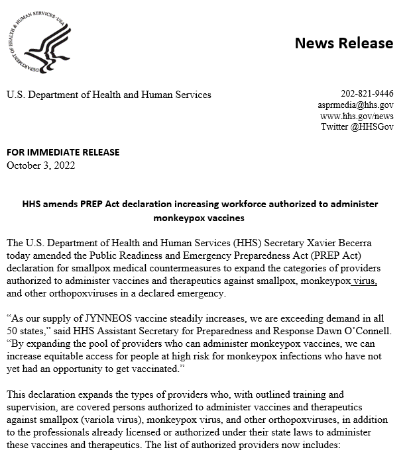 DEPARTMENT OF HEALTH & HUMAN SERVICES • USA
News Release
U.S. Department of Health and Human Services
202-821-9446
asprmedia@hhs.gov
www.hhs.gov/news
Twitter @HHSGov
FOR IMMEDIATE RELEASE
October 3, 2022
HHS amends PREP Act declaration increasing workforce authorized to administer
monkeypox vaccines
The U.S. Department of Health and Human Services (HHS) Secretary Xavier Becerra
today amended the Public Readiness and Emergency Preparedness Act (PREP Act)
declaration for smallpox medical countermeasures to expand the categories of providers
authorized to administer vaccines and therapeutics against smallpox, monkeypox virus,
and other orthopoxviruses in a declared emergency.
“As our supply of JYNNEOS vaccine steadily increases, we are exceeding demand in all
50 states,” said HHS Assistant Secretary for Preparedness and Response Dawn O’Connell.
“By expanding the pool of providers who can administer monkeypox vaccines, we can
increase equitable access for people at high risk for monkeypox infections who have not
yet had an opportunity to get vaccinated.”
This declaration expands the types of providers who, with outlined training and
supervision, are covered persons authorized to administer vaccines and therapeutics
against smallpox (variola virus), monkeypox virus, and other orthopoxviruses, in addition
to the professionals already licensed or authorized under their state laws to administer
these vaccines and therapeutics. The list of authorized providers now includes: